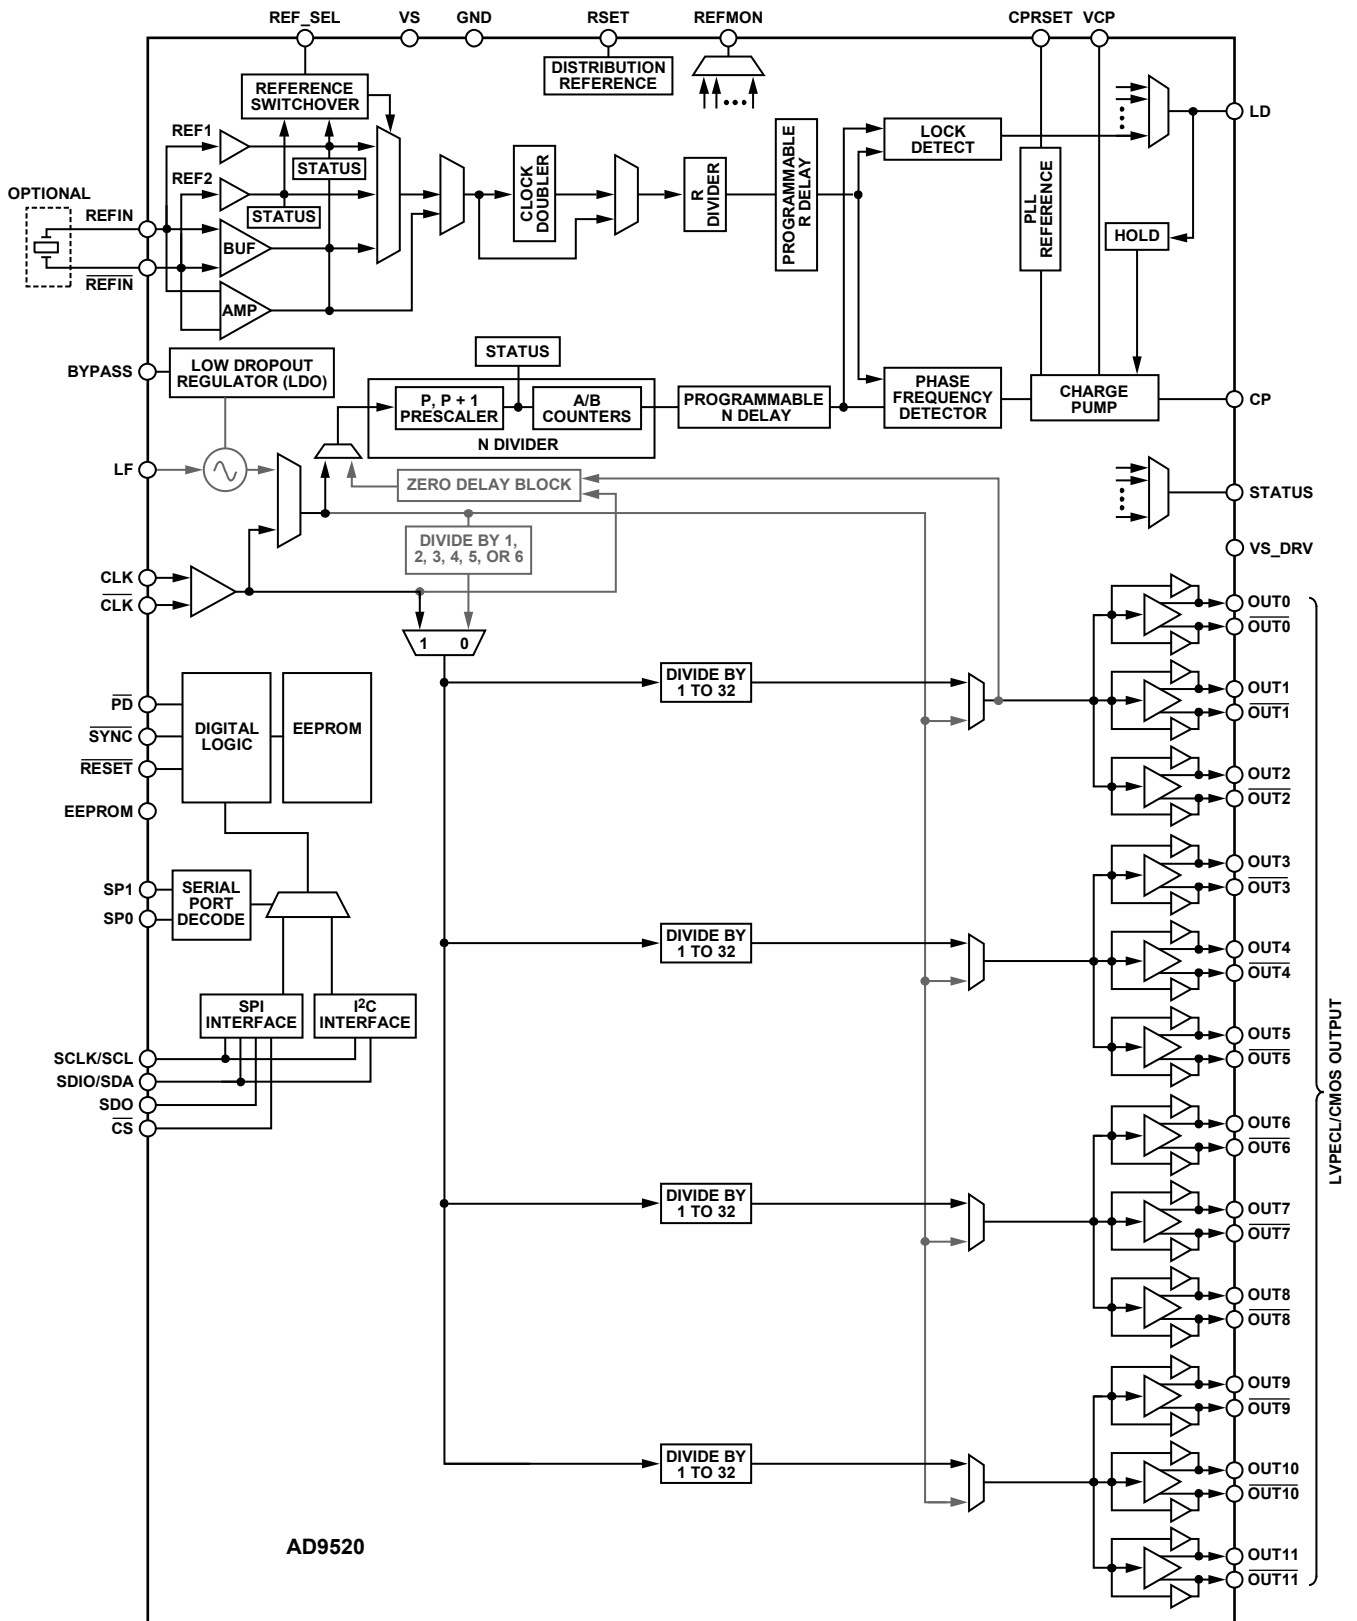 REF_SEL VS GND RSET REFMON CPRSET VCP
REFERENCE
SWITCHOVER
DISTRIBUTION
REFERENCE
REF1
STATUS
REF2
STATUS
BUF
AMP
OPTIONAL
REFIN
REFIN
CLOCK
DOUBLER
R
DIVIDER
PROGRAMMABLE
R DELAY
LOCK
DETECT
PLL
REFERENCE
LD
HOLD
BYPASS
LOW DROPOUT
REGULATOR (LDO)
STATUS
P, P + 1
PRESCALER
A/B
COUNTERS
N DIVIDER
PROGRAMMABLE
N DELAY
PHASE
FREQUENCY
DETECTOR
CHARGE
PUMP
CP
LF
ZERO DELAY BLOCK
STATUS
DIVIDE BY 1,
2, 3, 4, 5, OR 6
VS_DRV
CLK
CLK
1 0
OUT0
OUT0
DIVIDE BY
1 TO 32
OUT1
OUT1
OUT2
OUT2
PD
SYNC
RESET
DIGITAL
LOGIC
EEPROM
EEPROM
SP1
SP0
SERIAL
PORT
DECODE
OUT3
OUT3
DIVIDE BY
1 TO 32
OUT4
OUT4
OUT5
OUT5
SPI
INTERFACE
I2C
INTERFACE
SCLK/SCL
SDIO/SDA
SDO
CS
OUT6
OUT6
DIVIDE BY
1 TO 32
OUT7
OUT7
OUT8
OUT8
LVPECL/CMOS OUTPUT
OUT9
OUT9
DIVIDE BY
1 TO 32
OUT10
OUT10
OUT11
OUT11
AD9520